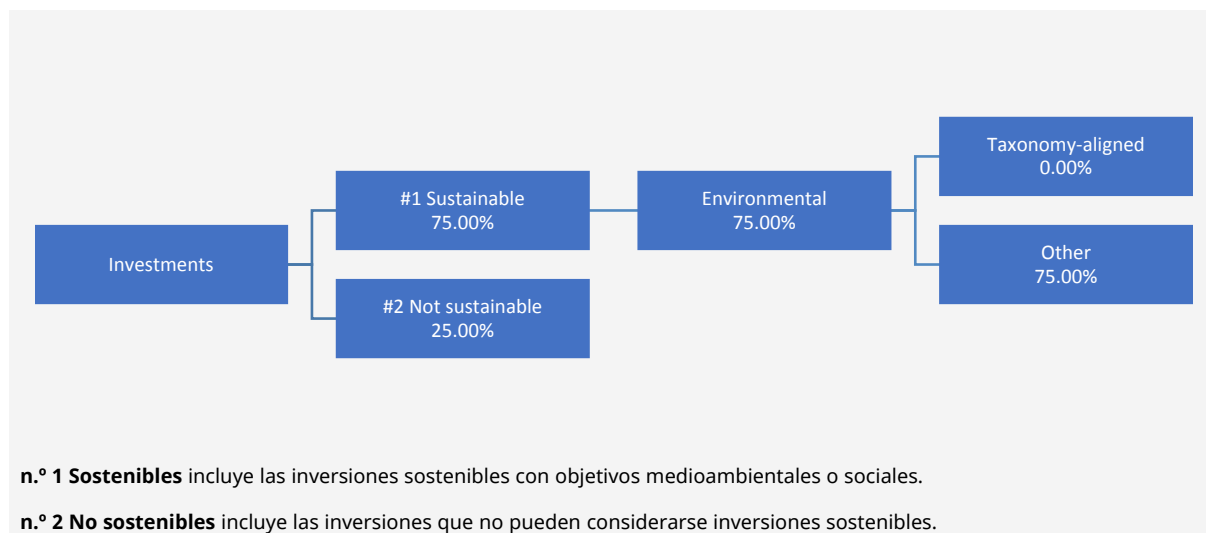 Investments
#1 Sustainable
75.00%
#2 Not sustainable
25.00%
Environmental
75.00%
Taxonomy-aligned
0.00%
Other
75.00%
n.º 1 Sostenibles incluye las inversiones sostenibles con objetivos medioambientales o sociales.
n.º 2 No sostenibles incluye las inversiones que no pueden considerarse inversiones sostenibles.